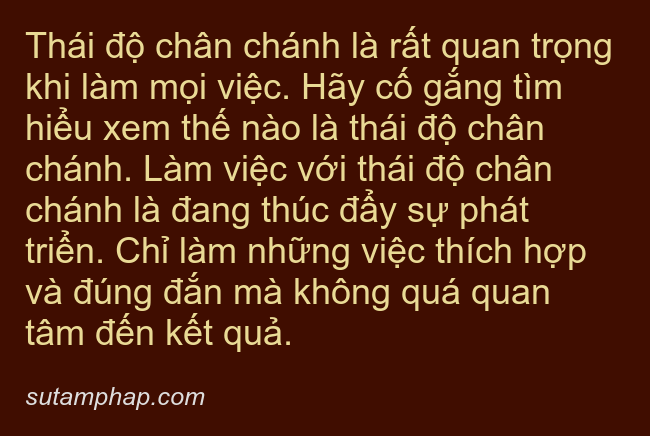 Thái độ chân chánh là rất quan trọng
khi làm mọi việc. Hãy cố gắng tìm
hiểu xem thế nào là thái độ chân
chánh. Làm việc với thái độ chân
chánh là đang thúc đẩy sự phát
triển. Chỉ làm những việc thích hợp
và đúng đắn mà không quá quan
tâm đến kết quả.
sutamphap.com